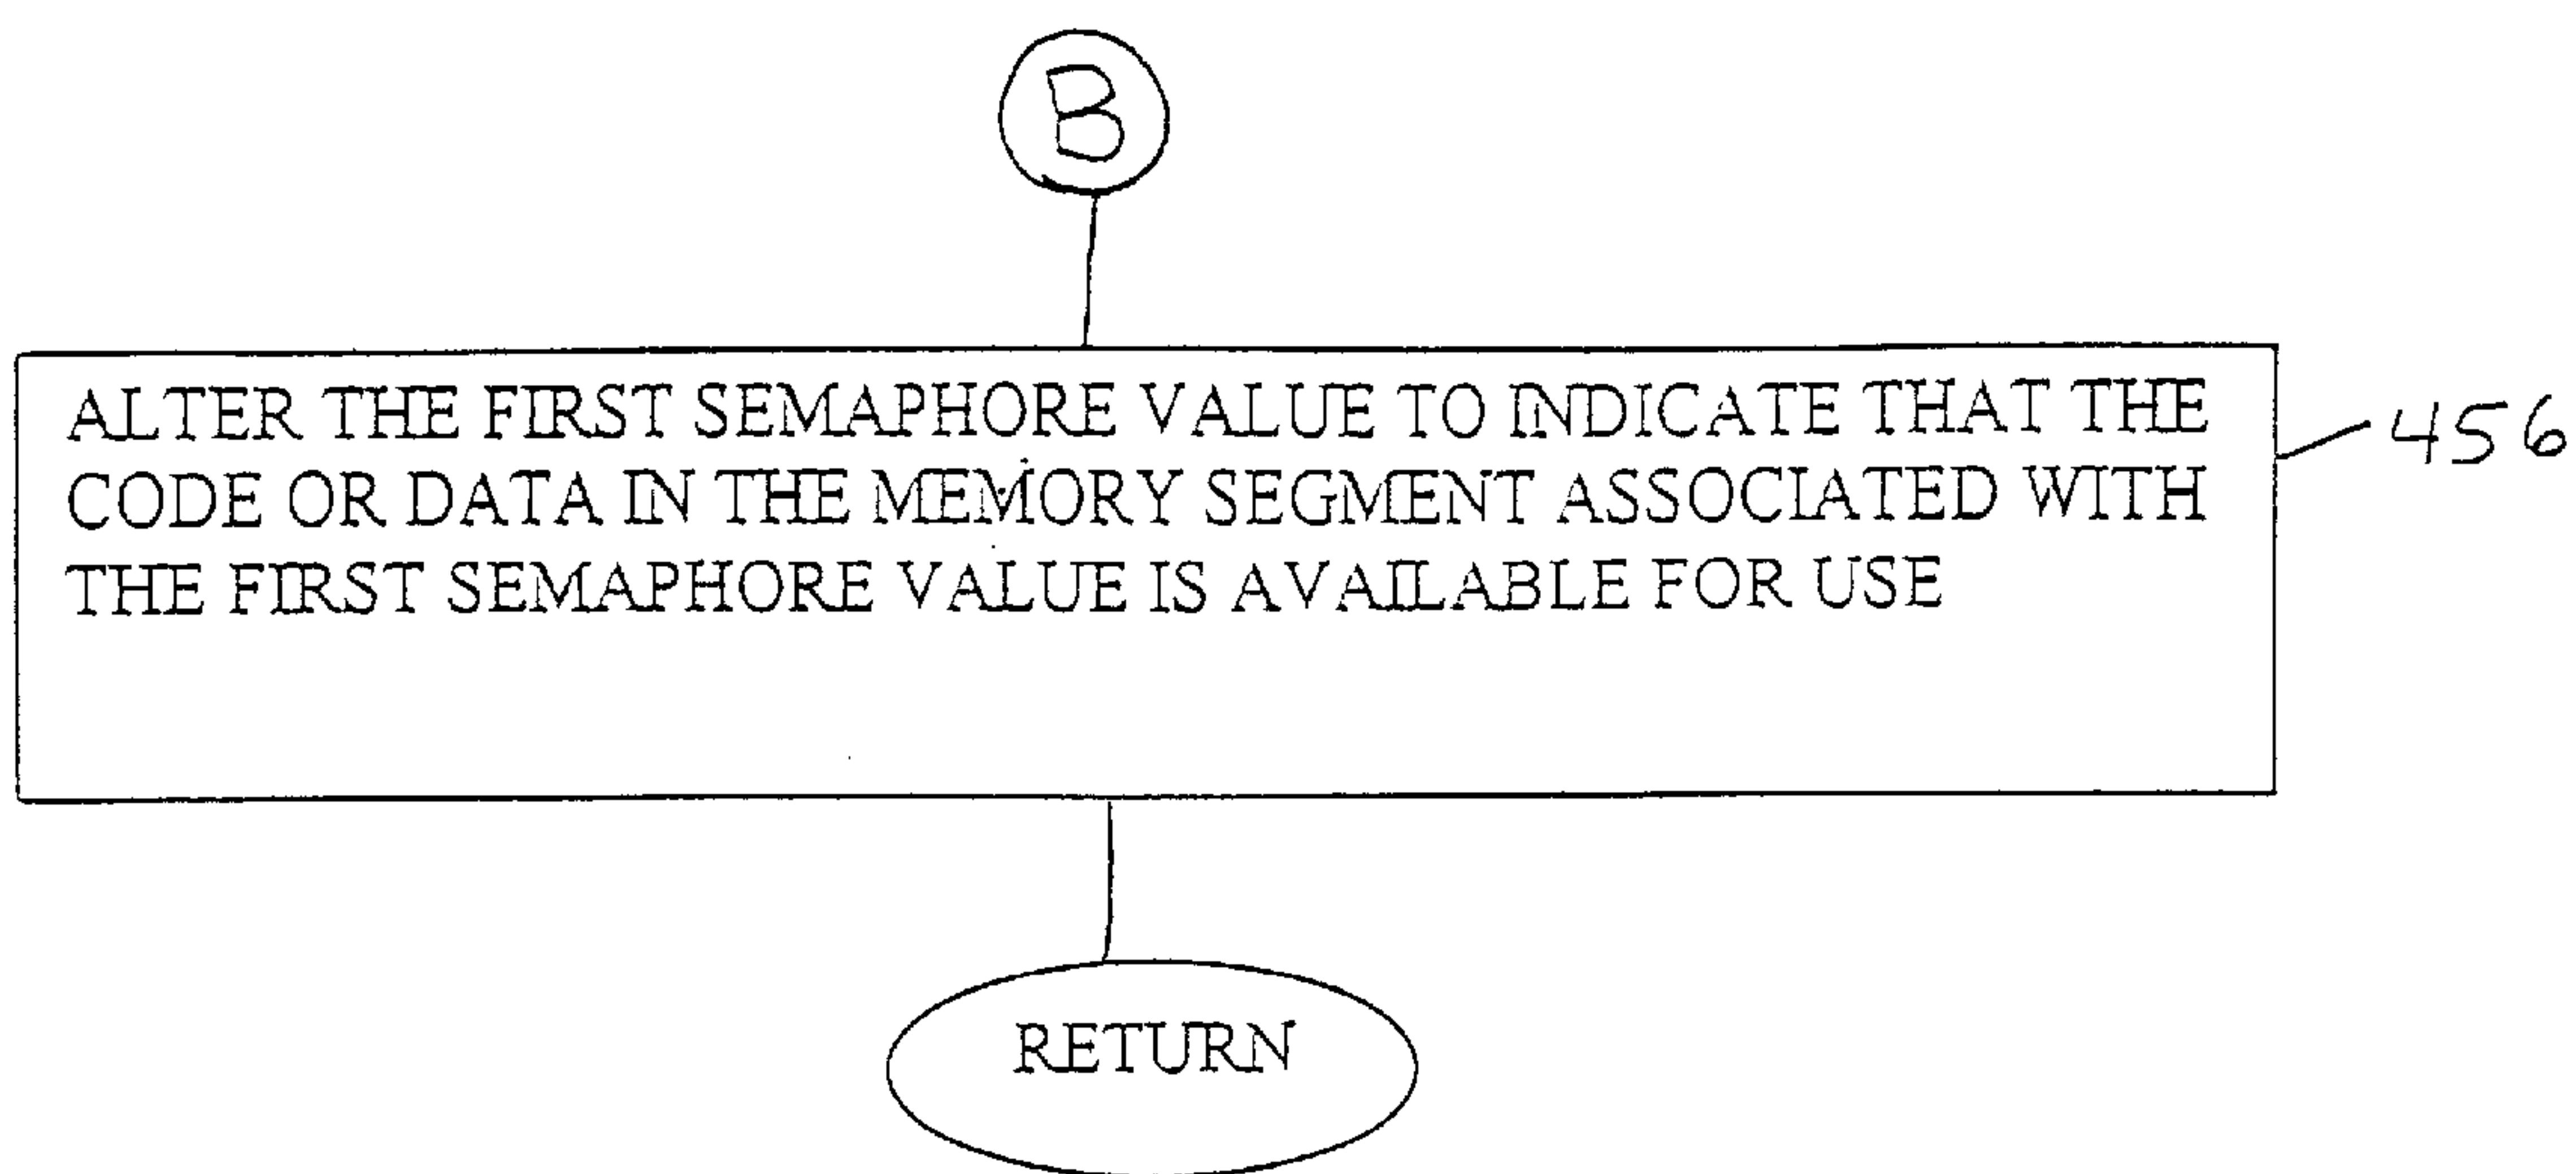 B
ALTER THE FIRST SEMAPHORE VALUE TO INDICATE THAT THE
CODE OR DATA IN THE MEMORY SEGMENT ASSOCIATED WITH
THE FIRST SEMAPHORE VALUE IS AVAILABLE FOR USE
456
RETURN